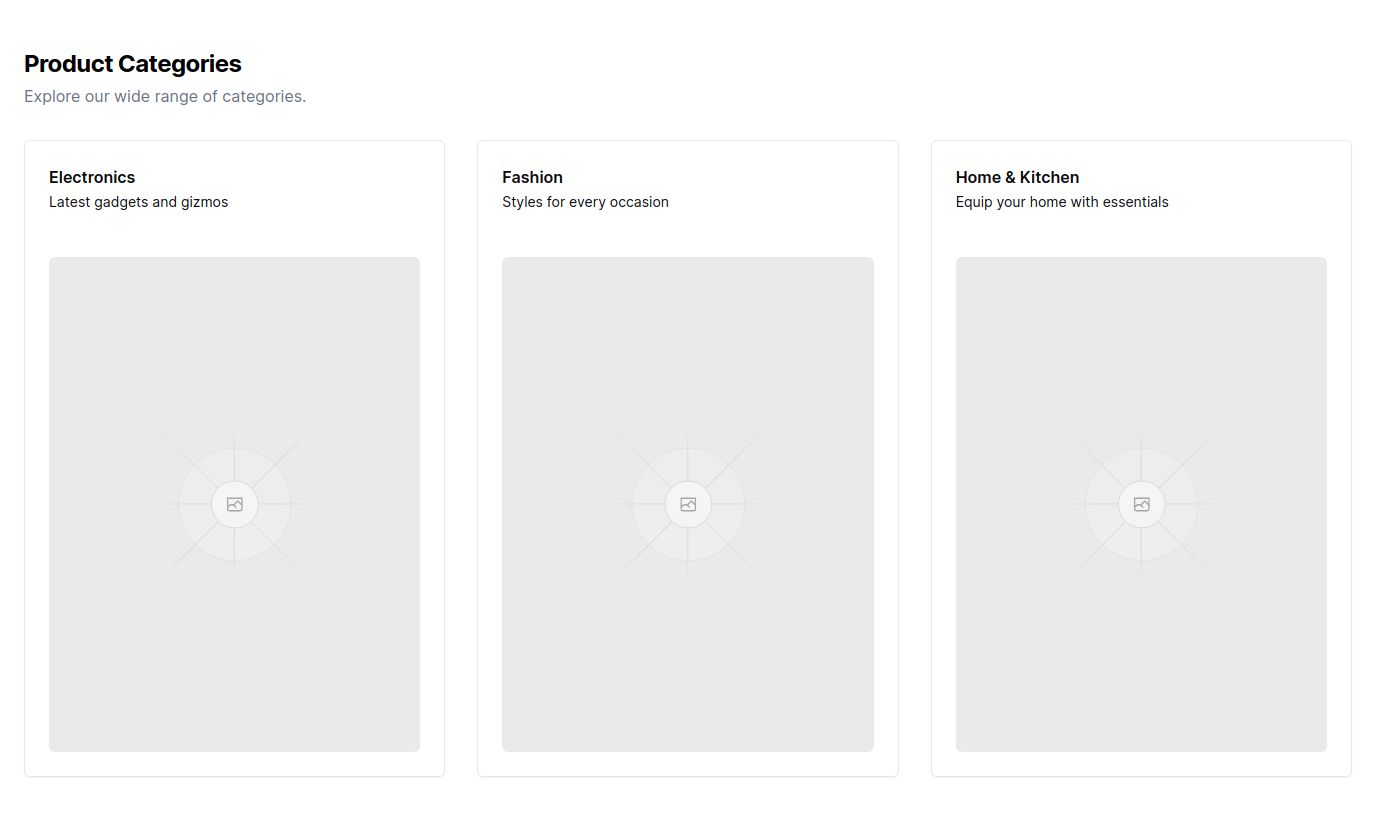 Product Categories
Explore our wide range of categories.
Electronics
Latest gadgets and gizmos
Fashion
Styles for every occasion
Home & Kitchen
Equip your home with essentials